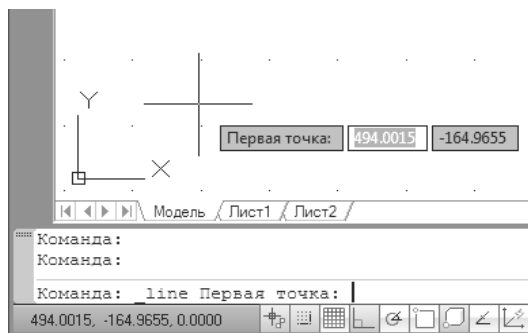 Y
Первая точка: 494.0015 -164.9655
X
Модель Лист1 Лист2
Команда:
Команда:
Команда: _line Первая точка:
494.0015, -164.9655, 0.0000